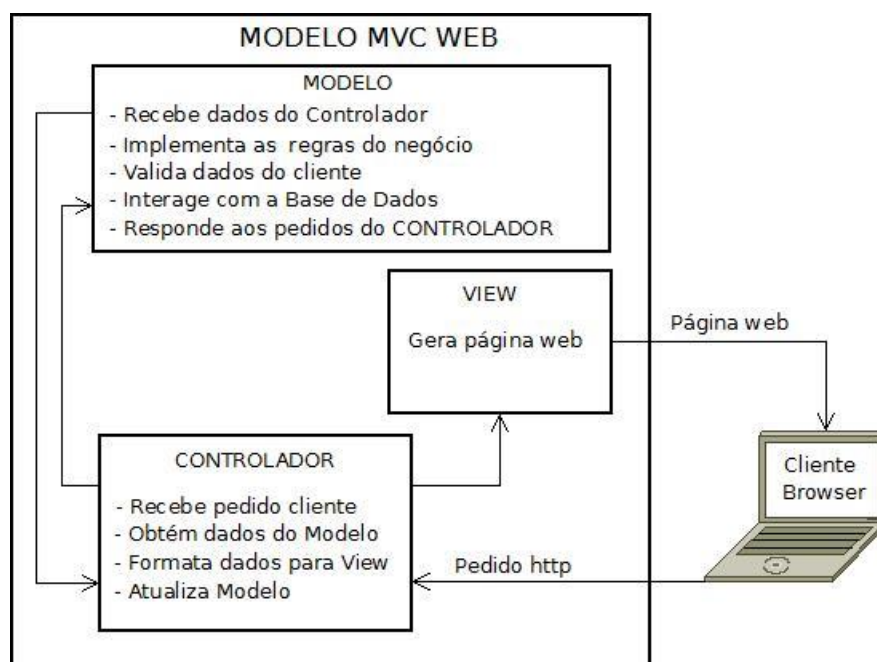 MODELO MVC WEB
MODELO
- Recebe dados do Controlador
- Implementa as regras do negócio
- Valida dados do cliente
- Interage com a Base de Dados
- Responde aos pedidos do CONTROLADOR
VIEW
Gera página web
Página web
Cliente
Browser
CONTROLADOR
- Recebe pedido cliente
- Obtém dados do Modelo
- Formata dados para View
- Atualiza Modelo
Pedido http